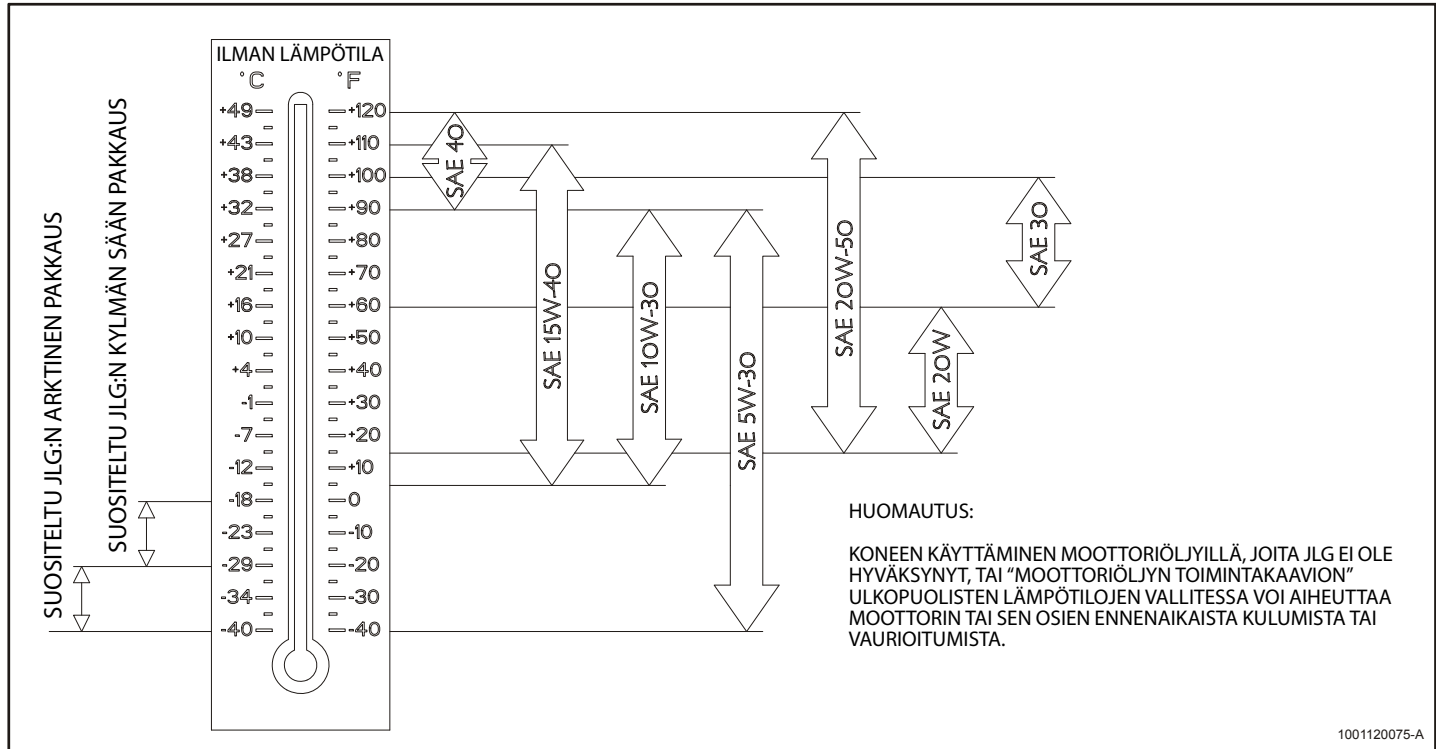 ILMAN LÄMPÖTILA
°C °F
+49 +120
+43 +110
+38 +100
+32 +90
+27 +80
+21 +70
+16 +60
+10 +50
+4 +40
-1 +30
-7 +20
-12 +10
-18 0
-23 -10
-29 -20
-34 -30
-40 -40
SUOSITELTU JLG:N ARKTINEN PAKKAUS
SUOSITELTU JLG:N KYLMÄN SÄÄN PAKKAUS
SAE 40
SAE 15W-40
SAE 10W-30
SAE 5W-30
SAE 20W-50
SAE 20W
SAE 30
HUOMAUTUS:
KONEEN KÄYTTÄMINEN MOOTTORIÖLJYILLÄ, JOITA JLG EI OLE
HYVÄKSYNYT, TAI “MOOTTORIÖLJYN TOIMINTAKAAVION”
ULKOPUOLISTEN LÄMPÖTILOJEN VALLITESSA VOI AIHEUTTAA
MOOTTORIN TAI SEN OSIEN ENNENAIKAISTA KULUMISTA TAI
VAURIOITUMISTA.
1001120075-A